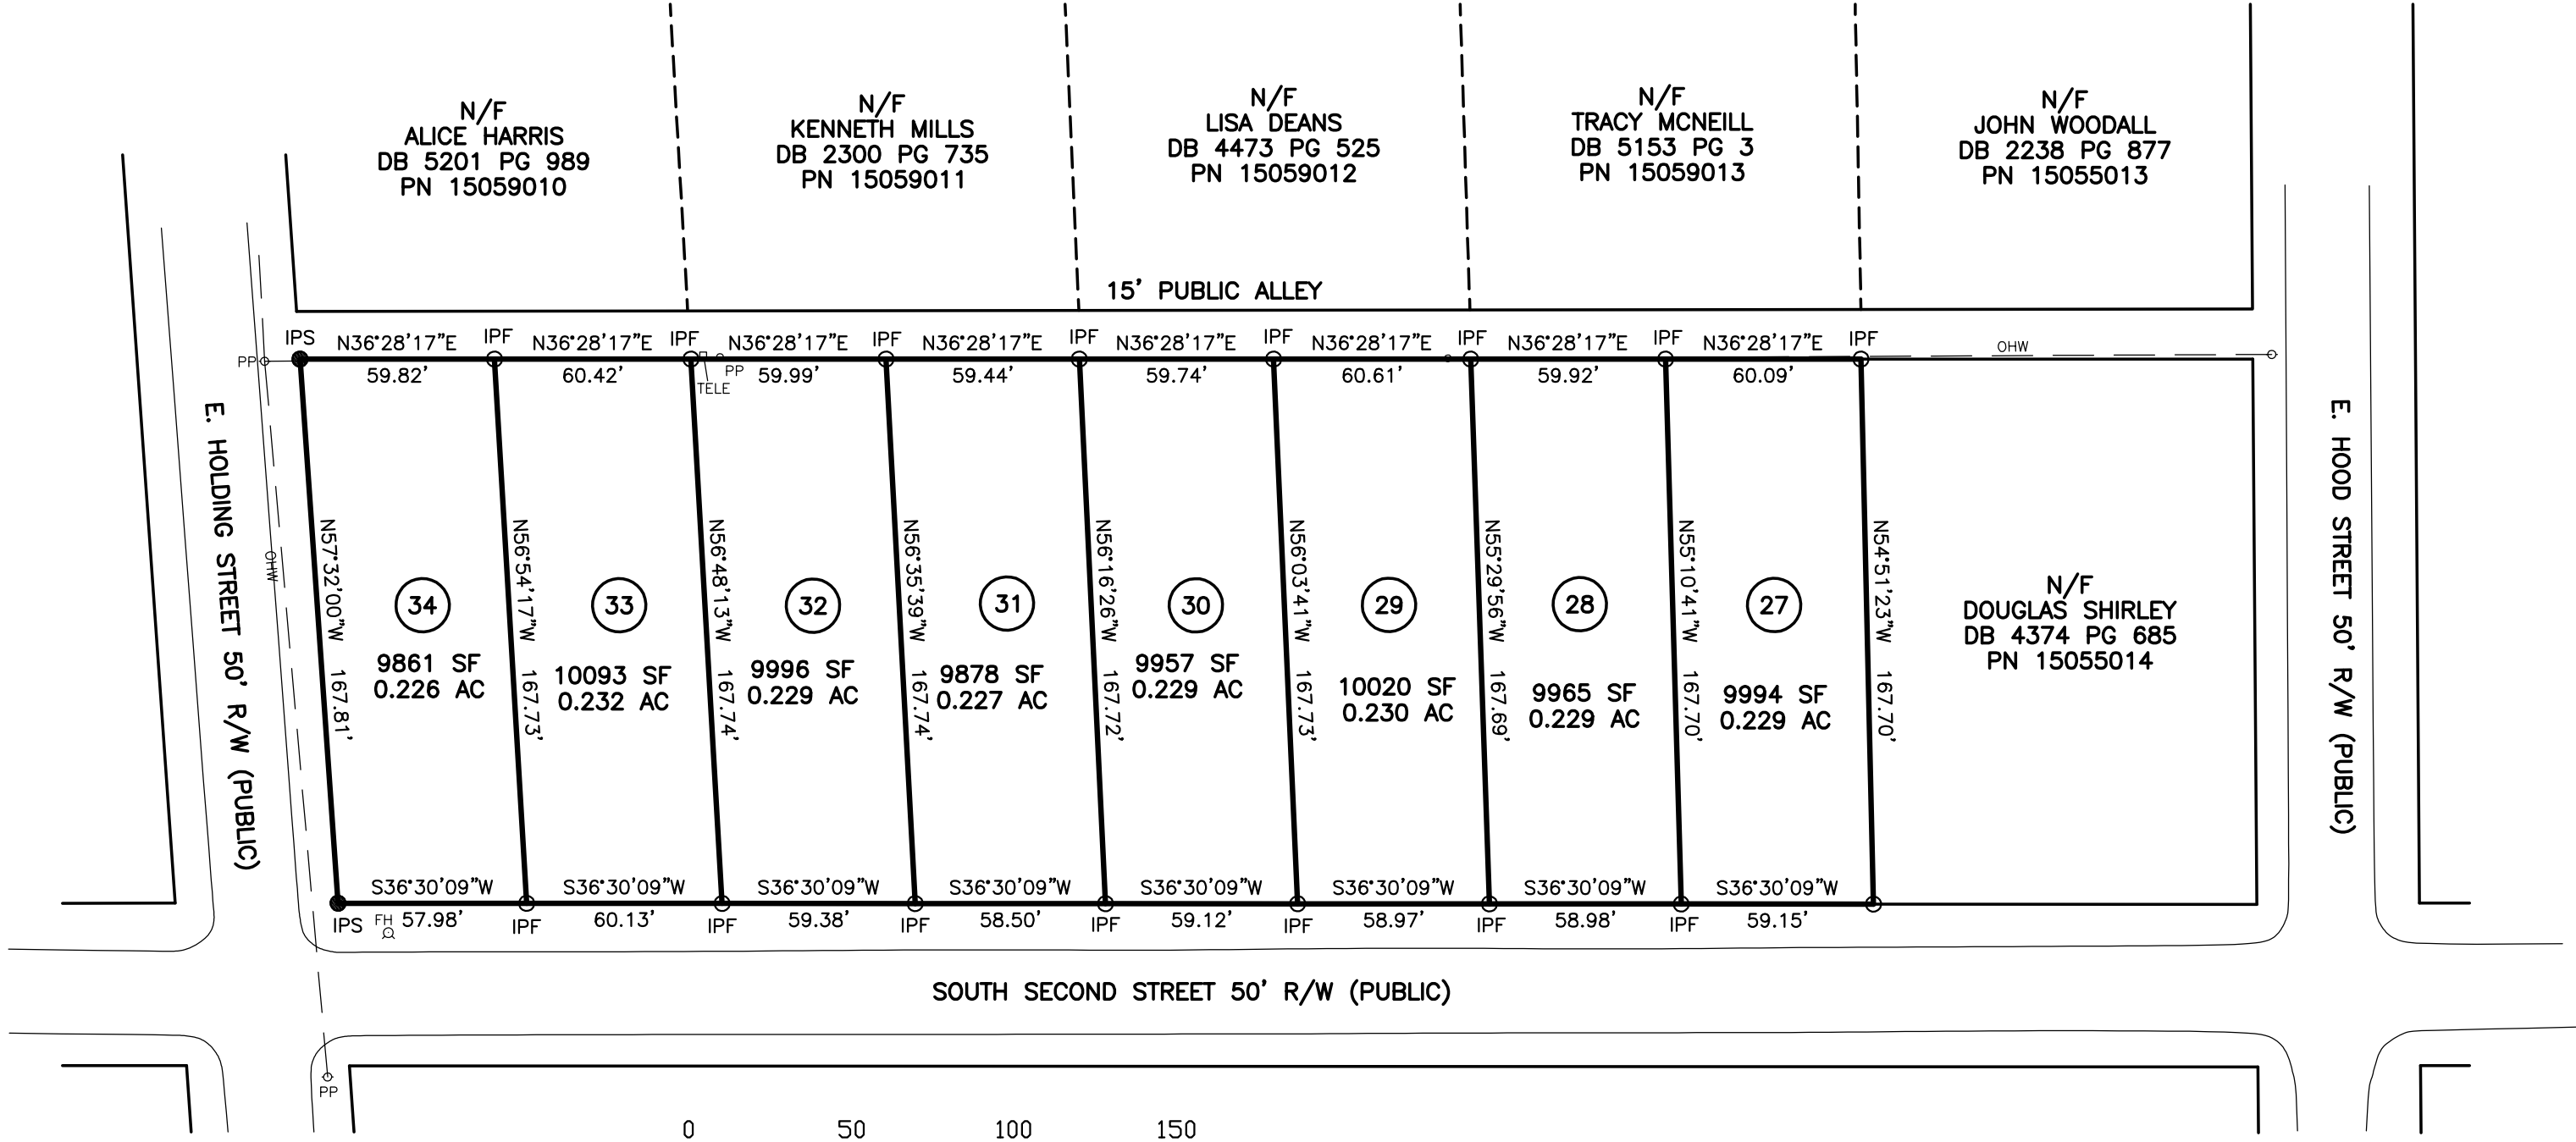 N/F
ALICE HARRIS
DB 5201 PG 989
PN 15059010
N/F
KENNETH MILLS
DB 2300 PG 735
PN 15059011
N/F
LISA DEANS
DB 4473 PG 525
PN 15059012
N/F
TRACY MCNEILL
DB 5153 PG 3
PN 15059013
N/F
JOHN WOODALL
DB 2238 PG 877
PN 15055013
15' PUBLIC ALLEY
IPS
IPF
IPF
IPF
IPF
IPF
IPF
IPF
IPF
N36°28'17"E
N36°28'17"E
N36°28'17"E
N36°28'17"E
N36°28'17"E
N36°28'17"E
N36°28'17"E
N36°28'17"E
OHW
PP
59.82'
60.42'
PP
TELE
59.99'
59.44'
59.74'
60.61'
59.92'
60.09'
E. HOLDING STREET 50' R/W (PUBLIC)
OHW
N57°32'00"W 167.81'
N56°54'17"W 167.73'
N56°48'13"W 167.74'
N56°35'39"W 167.74'
N56°16'26"W 167.72'
N56°03'41"W 167.73'
N55°29'56"W 167.69'
N55°10'41"W 167.70'
N54°51'23"W 167.70'
E. HOOD STREET 50' R/W (PUBLIC)
34
9861 SF
0.226 AC
33
10093 SF
0.232 AC
32
9996 SF
0.229 AC
31
9878 SF
0.227 AC
30
9957 SF
0.229 AC
29
10020 SF
0.230 AC
28
9965 SF
0.229 AC
27
9994 SF
0.229 AC
N/F
DOUGLAS SHIRLEY
DB 4374 PG 685
PN 15055014
S36°30'09"W
S36°30'09"W
S36°30'09"W
S36°30'09"W
S36°30'09"W
S36°30'09"W
S36°30'09"W
S36°30'09"W
IPS
FH
57.98'
IPF
60.13'
IPF
59.38'
IPF
58.50'
IPF
59.12'
IPF
58.97'
IPF
58.98'
IPF
59.15'
SOUTH SECOND STREET 50' R/W (PUBLIC)
PP
0 50 100 150